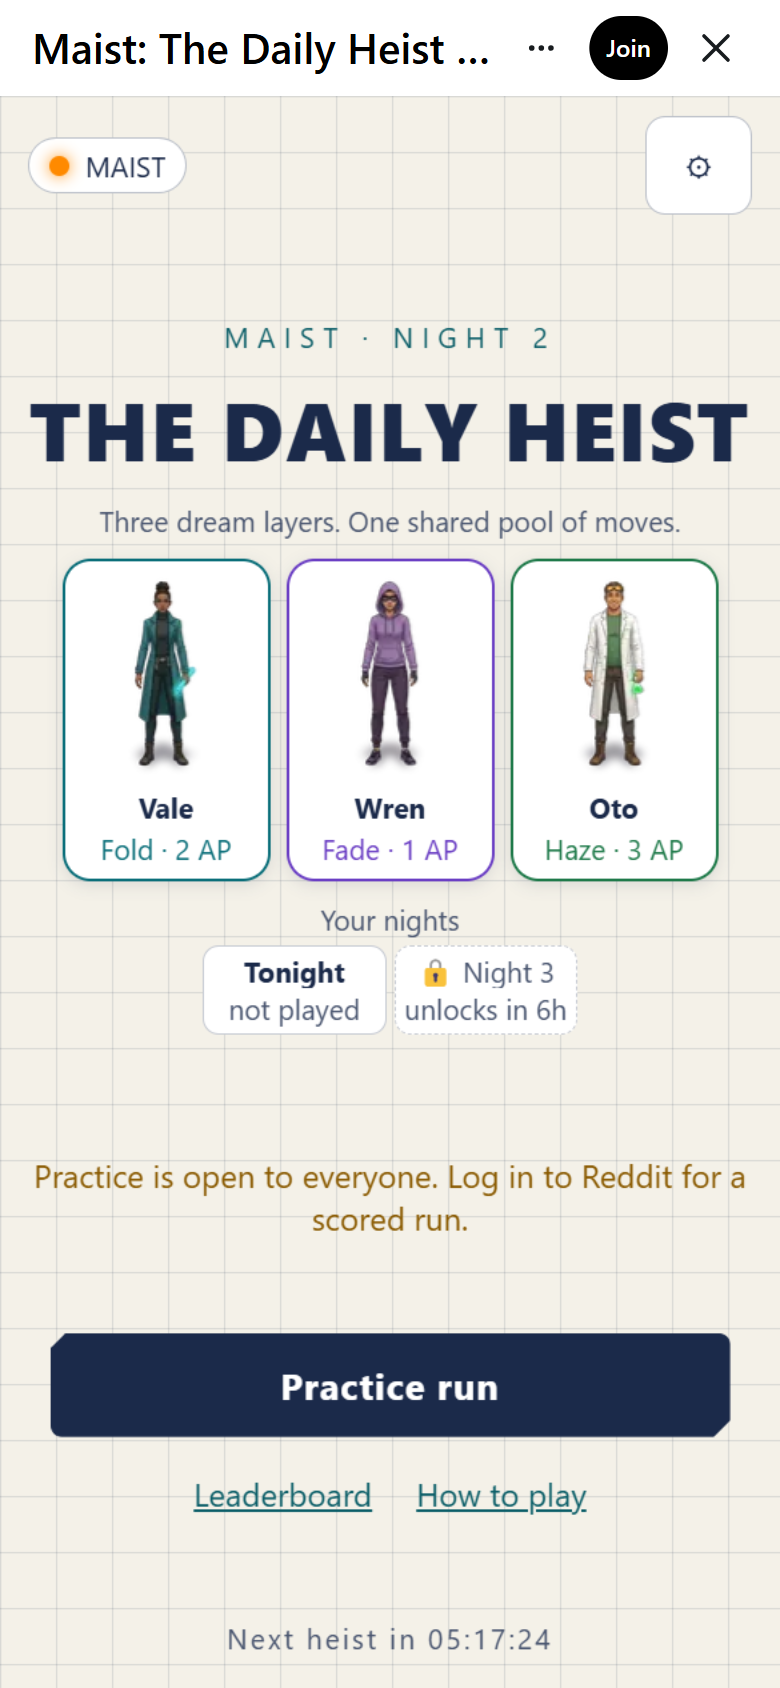 Maist: The Daily Heist ...
Join
MAIST
MAIST · NIGHT 2
THE DAILY HEIST
Three dream layers. One shared pool of moves.
Vale
Fold · 2 AP
Wren
Fade · 1 AP
Oto
Haze · 3 AP
Your nights
Tonight
not played
Night 3
unlocks in 6h
Practice is open to everyone. Log in to Reddit for a
scored run.
Practice run
Leaderboard
How to play
Next heist in 05:17:24